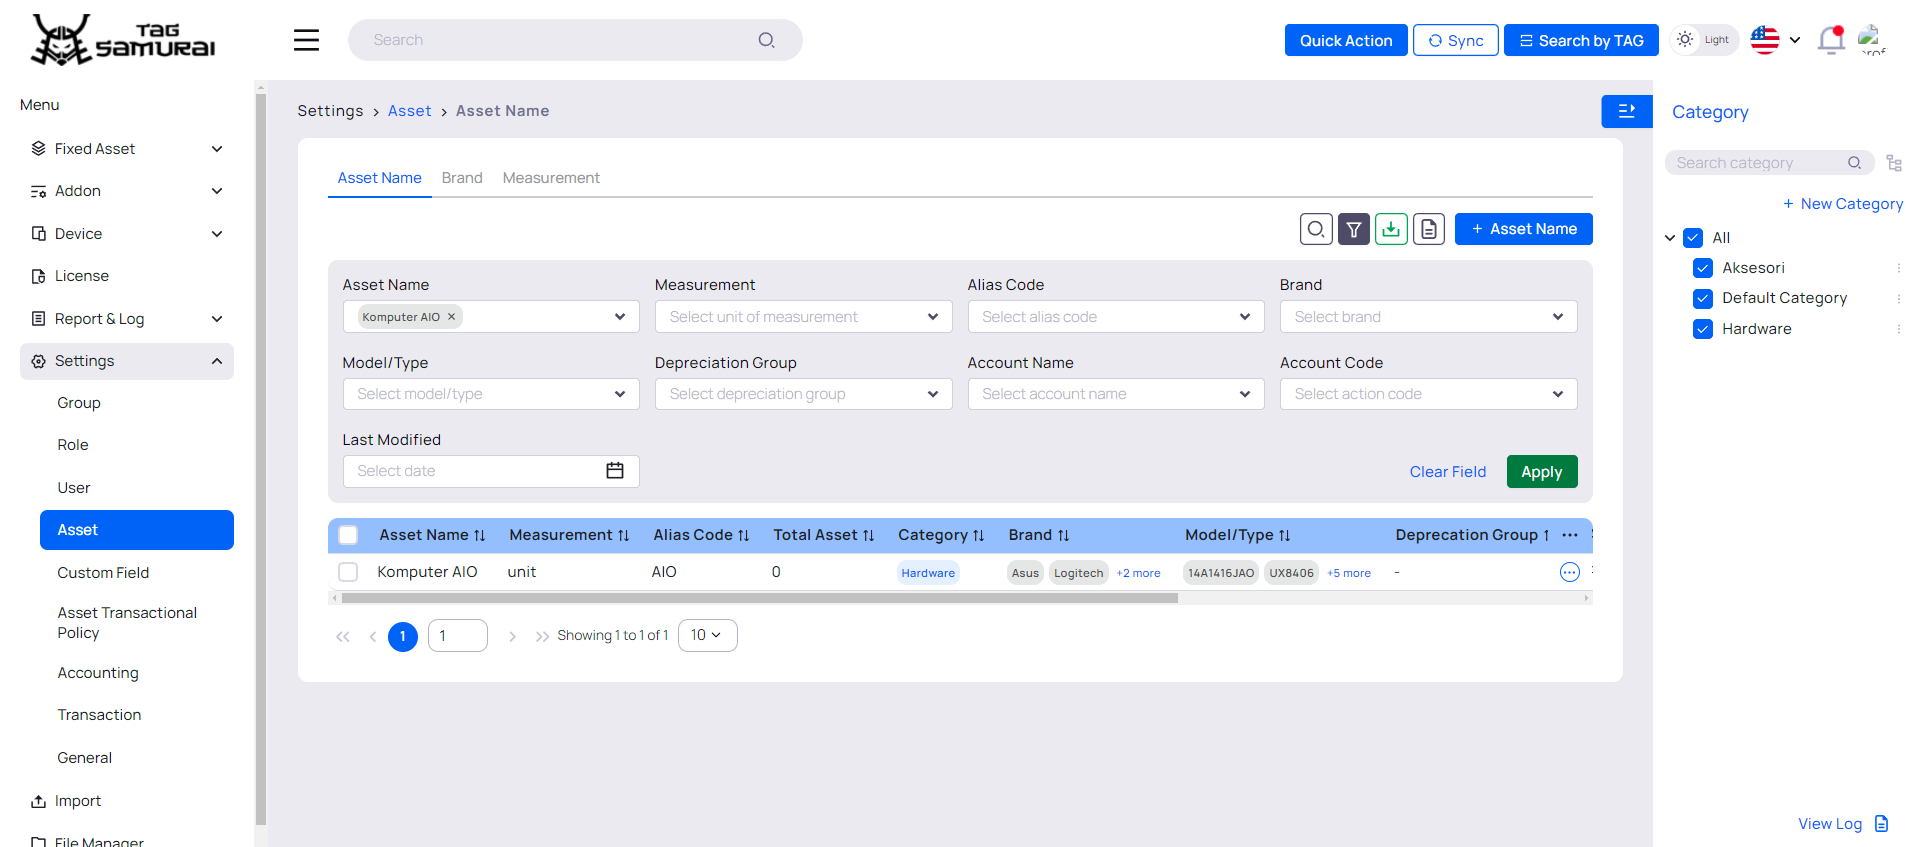 TAG
SAMURAI
Search
Quick Action
Sync
Search by TAG
Light
prof
Menu
Fixed Asset
Addon
Device
License
Report & Log
Settings
Group
Role
User
Asset
Custom Field
Asset Transactional
Policy
Accounting
Transaction
General
Import
File Manager
Settings > Asset > Asset Name
Asset Name Brand Measurement
+ Asset Name
Asset Name Measurement Alias Code Brand
Komputer AIO × Select unit of measurement Select alias code Select brand
Model/Type Depreciation Group Account Name Account Code
Select model/type Select depreciation group Select account name Select action code
Last Modified
Select date
Clear Field Apply
Asset Name Measurement Alias Code Total Asset Category Brand Model/Type Deprecation Group
Komputer AIO unit AIO 0 Hardware Asus Logitech +2 more 14A1416JAO UX8406 +5 more -
1 1 Showing 1 to 1 of 1 10
Category
Search category
+ New Category
All
Aksesori
Default Category
Hardware
View Log